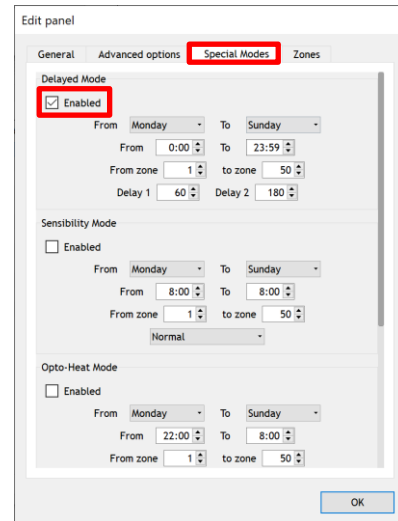 Edit panel
General Advanced options Special Modes Zones
Delayed Mode
Enabled
From Monday To Sunday
From 0:00 To 23:59
From zone 1 to zone 50
Delay 1 60 Delay 2 180
Sensibility Mode
Enabled
From Monday To Sunday
From 8:00 To 8:00
From zone 1 to zone 50
Normal
Opto-Heat Mode
Enabled
From Monday To Sunday
From 22:00 To 8:00
From zone 1 to zone 50
OK